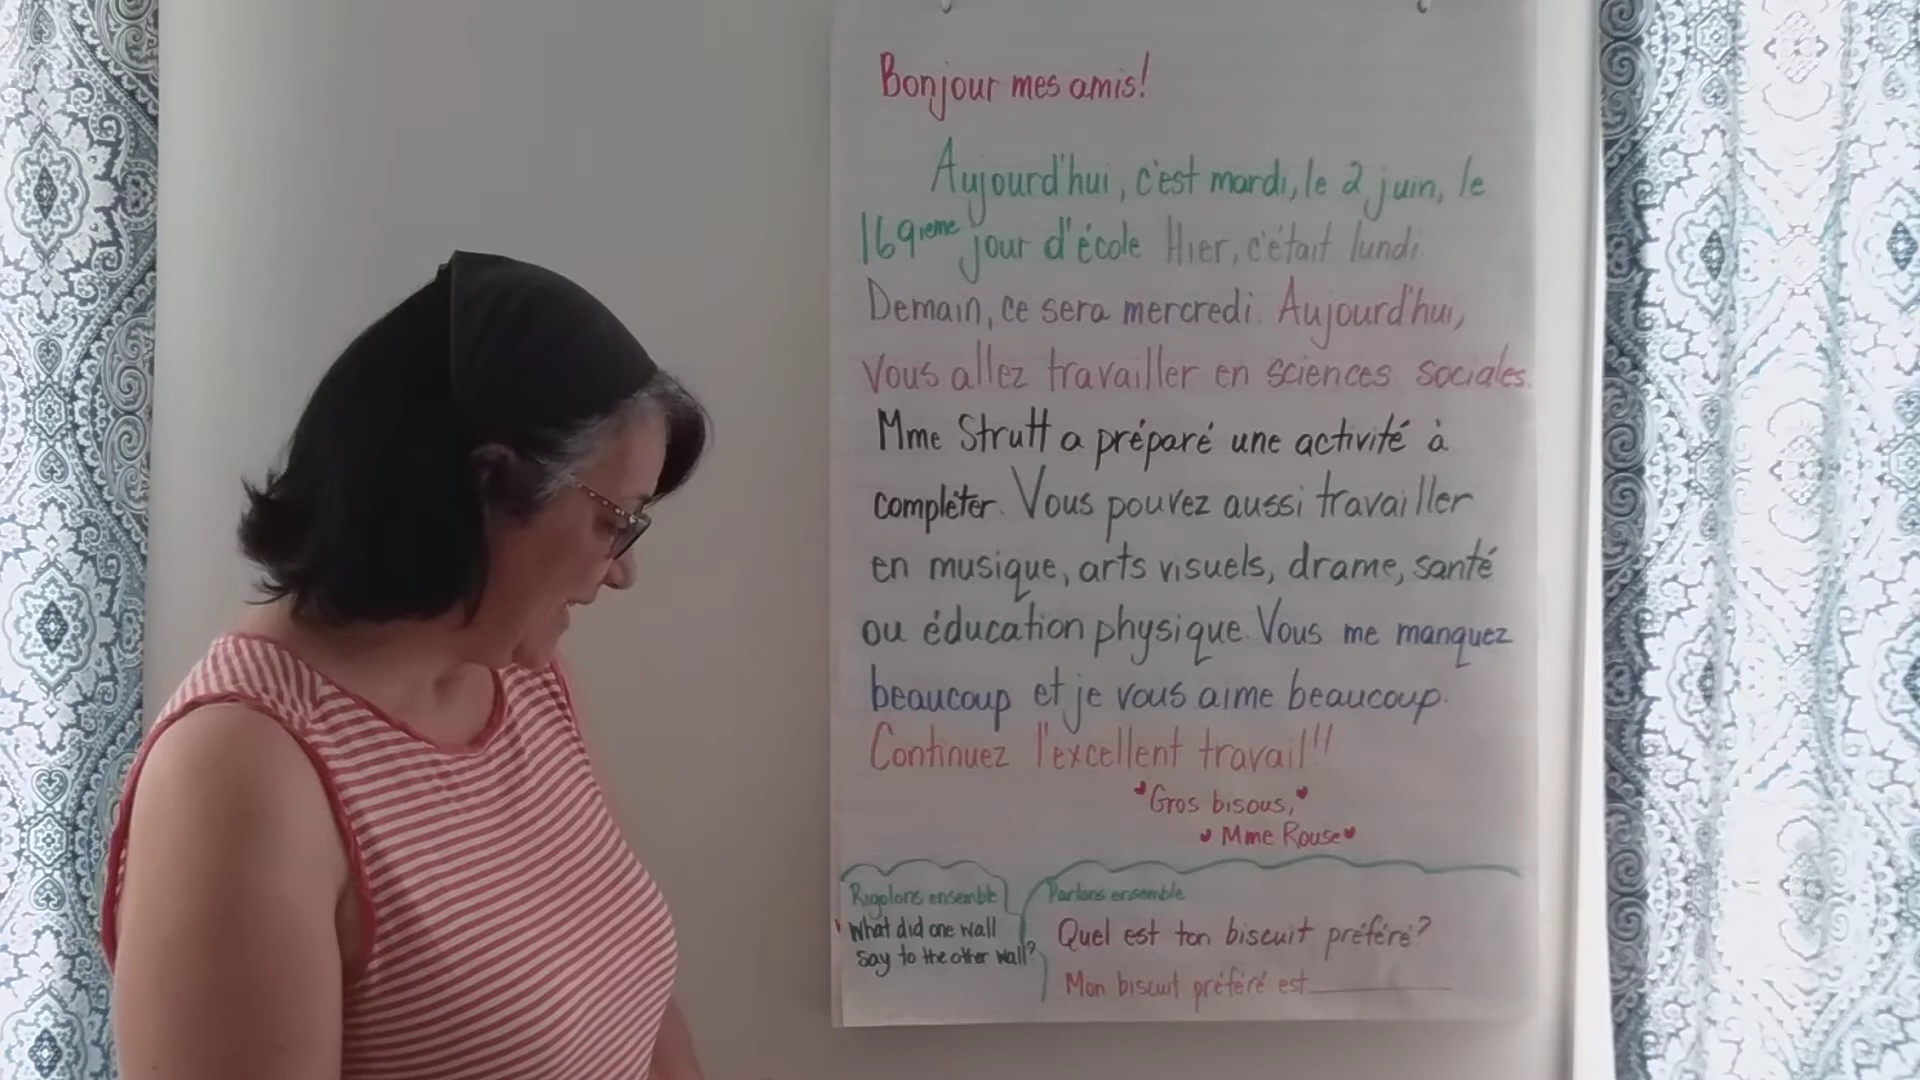 Bonjour mes amis!
Aujourd'hui, c'est mardi, le 2 juin, le
169ieme jour d'école Hier, c'était lundi.
Demain, ce sera mercredi. Aujourd'hui,
vous allez travailler en sciences sociales.
Mme Strutt a préparé une activité à
compléter. Vous pouvez aussi travailler
en musique, arts visuels, drame, santé
ou éducation physique. Vous me manquez
beaucoup et je vous aime beaucoup.
Continuez l'excellent travail!!
Gros bisous,
Mme Rouse
Rigolons ensemble
What did one wall
say to the other wall?
Parlons ensemble
Quel est ton biscuit préféré?
Mon biscuit préféré est